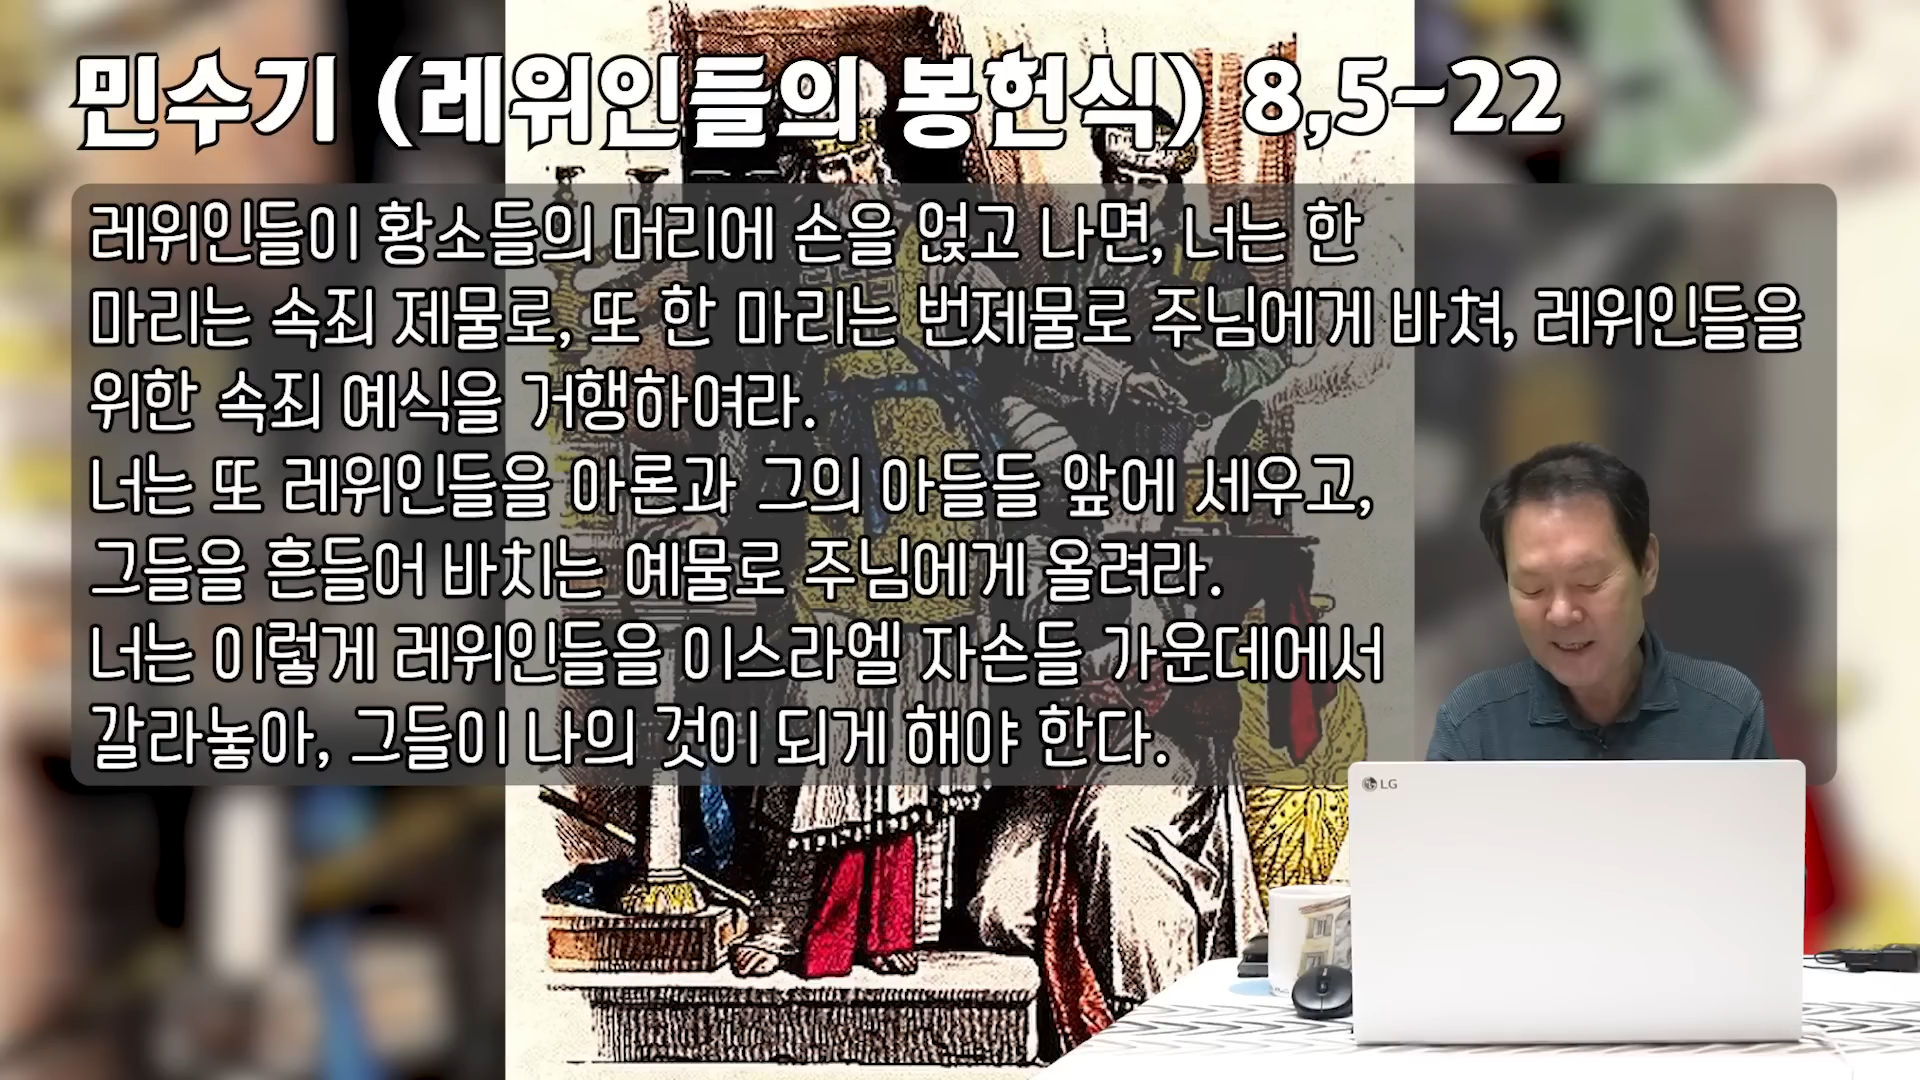 민수기 (레위인들의 봉헌식) 8,5-22
레위인들이 황소들의 머리에 손을 얹고 나면, 너는 한
마리는 속죄 제물로, 또 한 마리는 번제물로 주님에게 바쳐, 레위인들을
위한 속죄 예식을 거행하여라.
너는 또 레위인들을 아론과 그의 아들들 앞에 세우고,
그들을 흔들어 바치는 예물로 주님에게 올려라.
너는 이렇게 레위인들을 이스라엘 자손들 가운데에서
갈라놓아, 그들이 나의 것이 되게 해야 한다.
LG